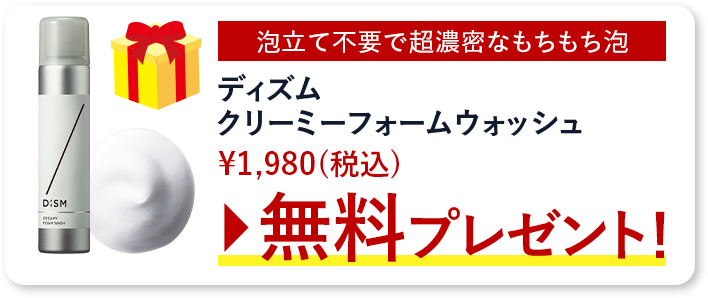 泡立て不要で超濃密なもちもち泡
ディズム
クリーミーフォームウォッシュ
¥1,980(税込)
▶無料プレゼント!
DISM
CREAMY
FOAM WASH